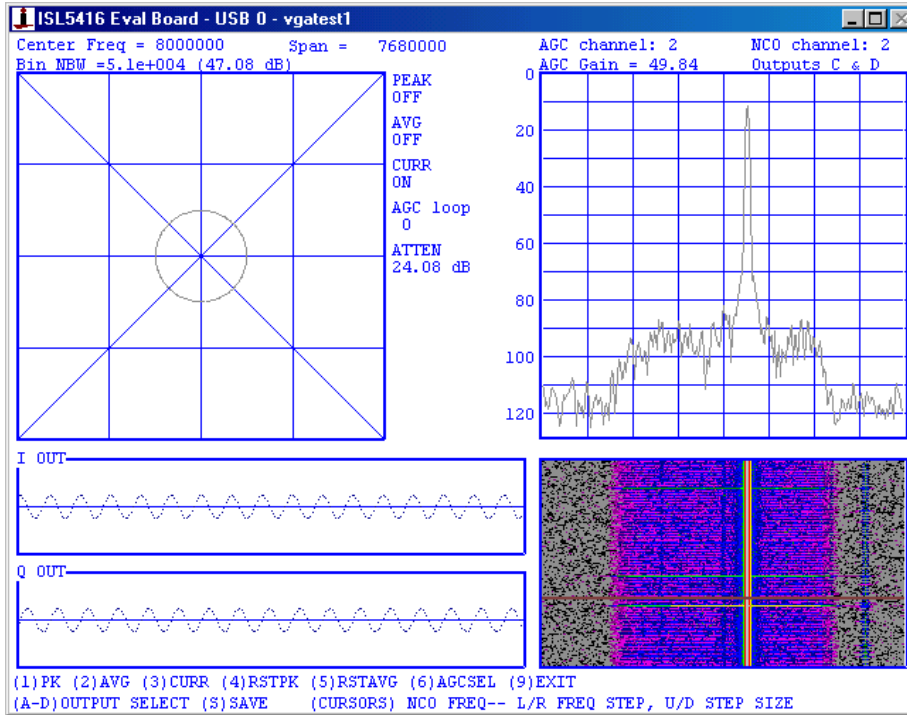 ISL5416 Eval Board - USB 0 - vgatest1
Center Freq = 8000000 Span = 7680000
Bin NBW =5.1e+004 (47.08 dB)
AGC channel: 2 NCO channel: 2
AGC Gain = 49.84 Outputs C & D
PEAK
OFF
AVG
OFF
CURR
ON
AGC loop
0
ATTEN
24.08 dB
0
20
40
60
80
100
120
I OUT
Q OUT
(1)PK (2)AVG (3)CURR (4)RSTPK (5)RSTAVG (6)AGCSEL (9)EXIT
(A-D)OUTPUT SELECT (S)SAVE (CURSORS) NCO FREQ-- L/R FREQ STEP, U/D STEP SIZE